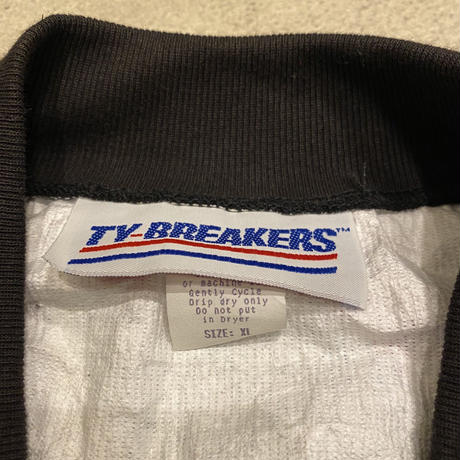 TY-BREAKERS™
or machine
Gently Cycle
Drip dry only
Do not put
in Dryer
SIZE: XL